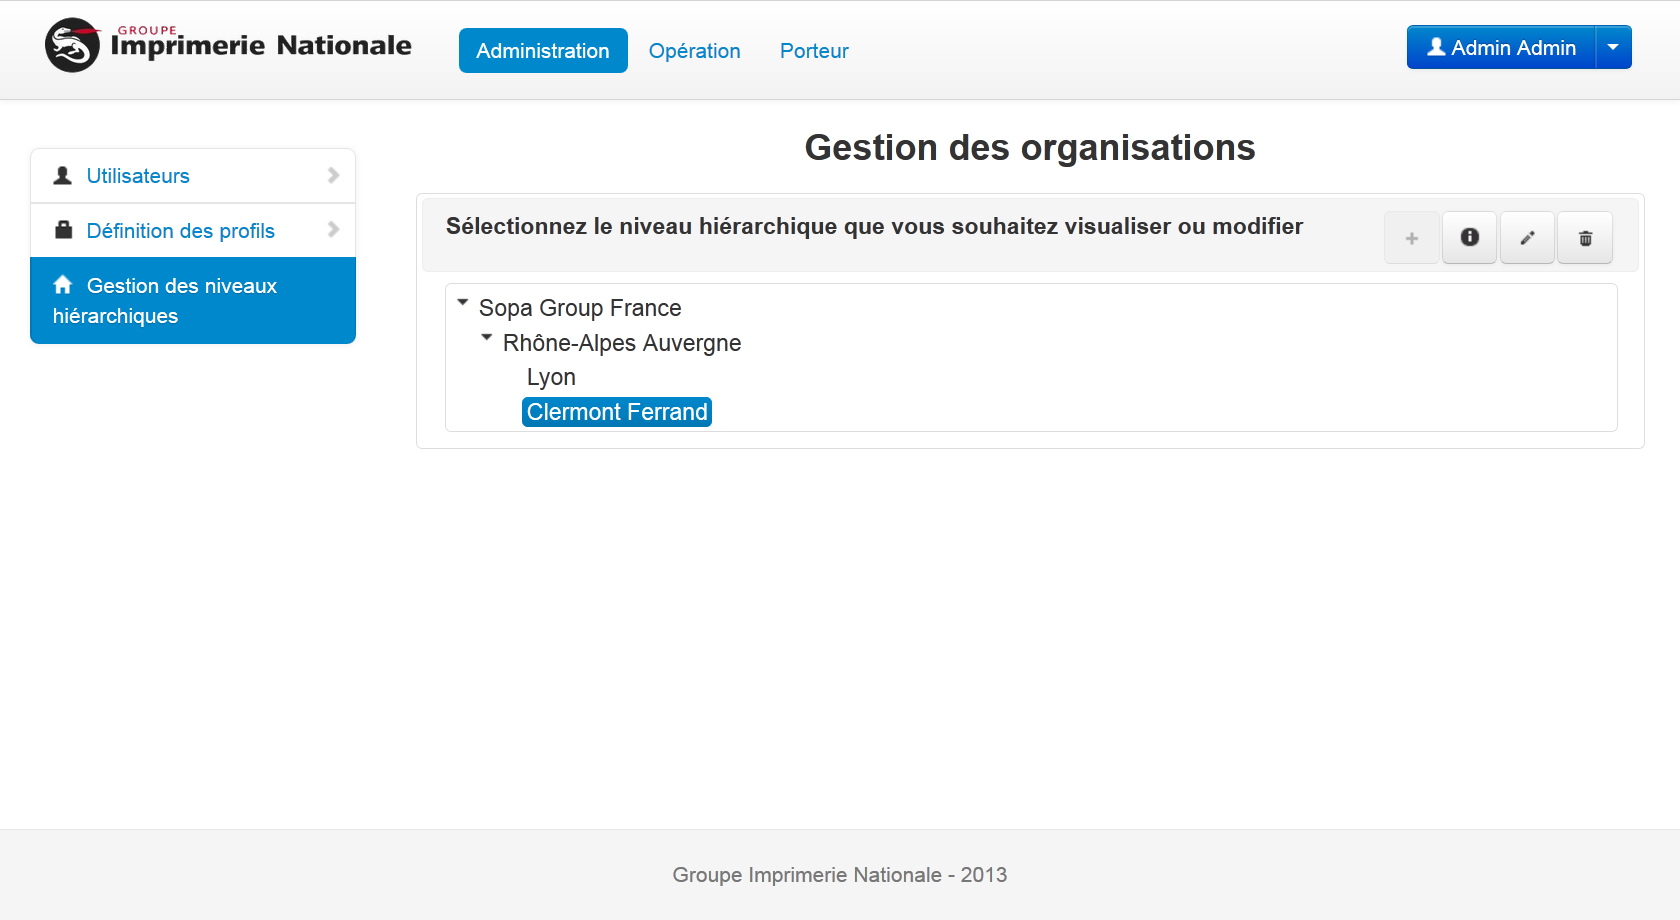 GROUPE
Imprimerie Nationale
Administration
Opération
Porteur
Admin Admin
Utilisateurs
Définition des profils
Gestion des niveaux
hiérarchiques
Gestion des organisations
Sélectionnez le niveau hiérarchique que vous souhaitez visualiser ou modifier
Sopa Group France
Rhône-Alpes Auvergne
Lyon
Clermont Ferrand
Groupe Imprimerie Nationale - 2013